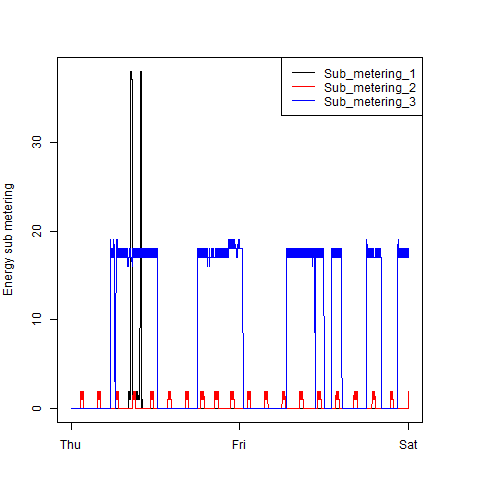 Sub_metering_1
Sub_metering_2
Sub_metering_3
Energy sub metering
30
20
10
0
Thu Fri Sat